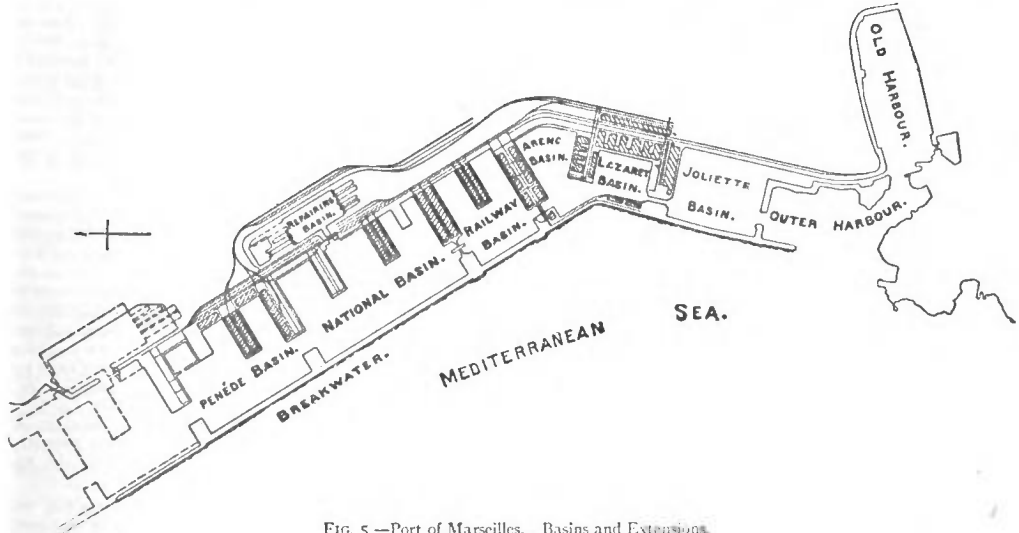 OLD HARBOUR.
ARENC
BASIN.
LAZARET
BASIN.
JOLIETTE
BASIN.
OUTER HARBOUR.
REPAIRING
BASIN.
RAILWAY
BASIN.
NATIONAL BASIN.
PENÉDE BASIN.
BREAKWATER.
MEDITERRANEAN SEA.
FIG. 5 —Port of Marseilles. Basins and Extensions.